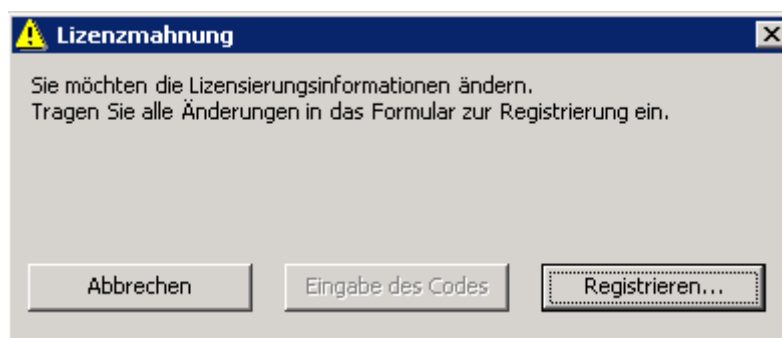 Lizenzmahnung
Sie möchten die Lizensierungsinformationen ändern.
Tragen Sie alle Änderungen in das Formular zur Registrierung ein.
Abbrechen
Eingabe des Codes
Registrieren...